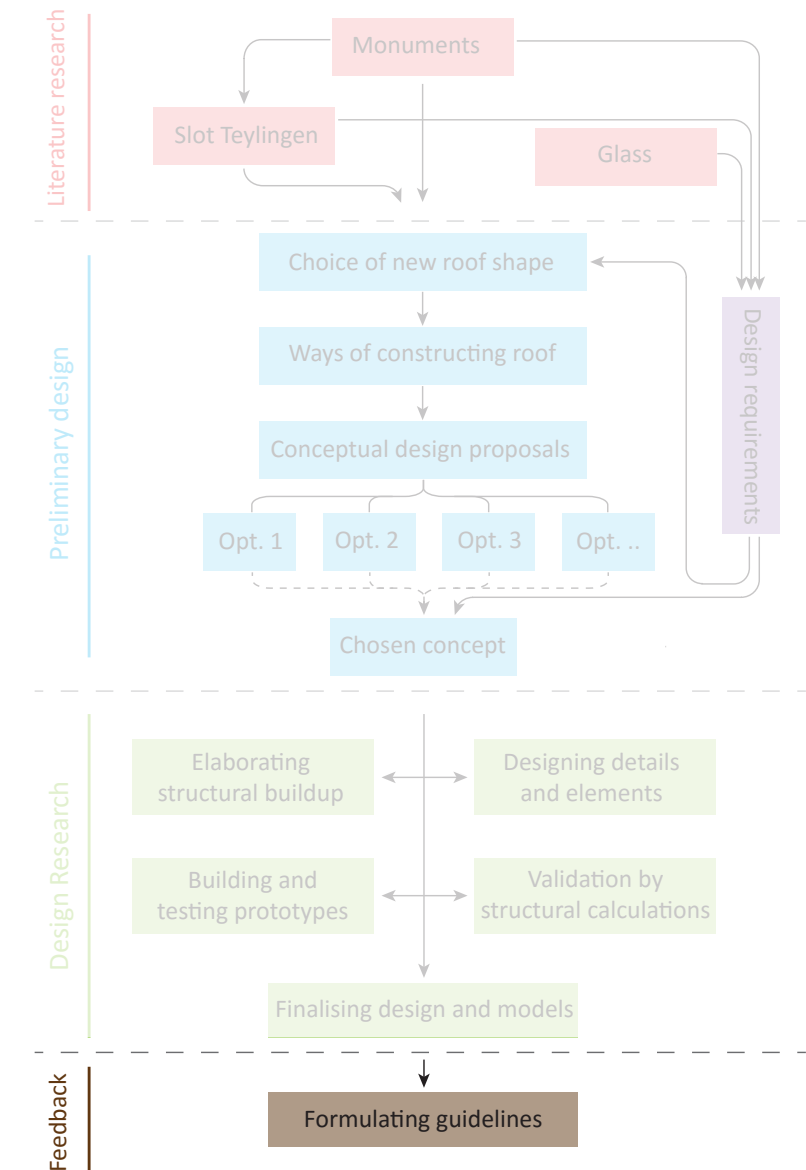 Literature research
Monuments
Slot Teylingen
Glass
Preliminary design
Choice of new roof shape
Ways of constructing roof
Conceptual design proposals
Opt. 1
Opt. 2
Opt. 3
Opt. ..
Chosen concept
Design requirements
Design Research
Elaborating
structural buildup
Designing details
and elements
Building and
testing prototypes
Validation by
structural calculations
Finalising design and models
Feedback
Formulating guidelines